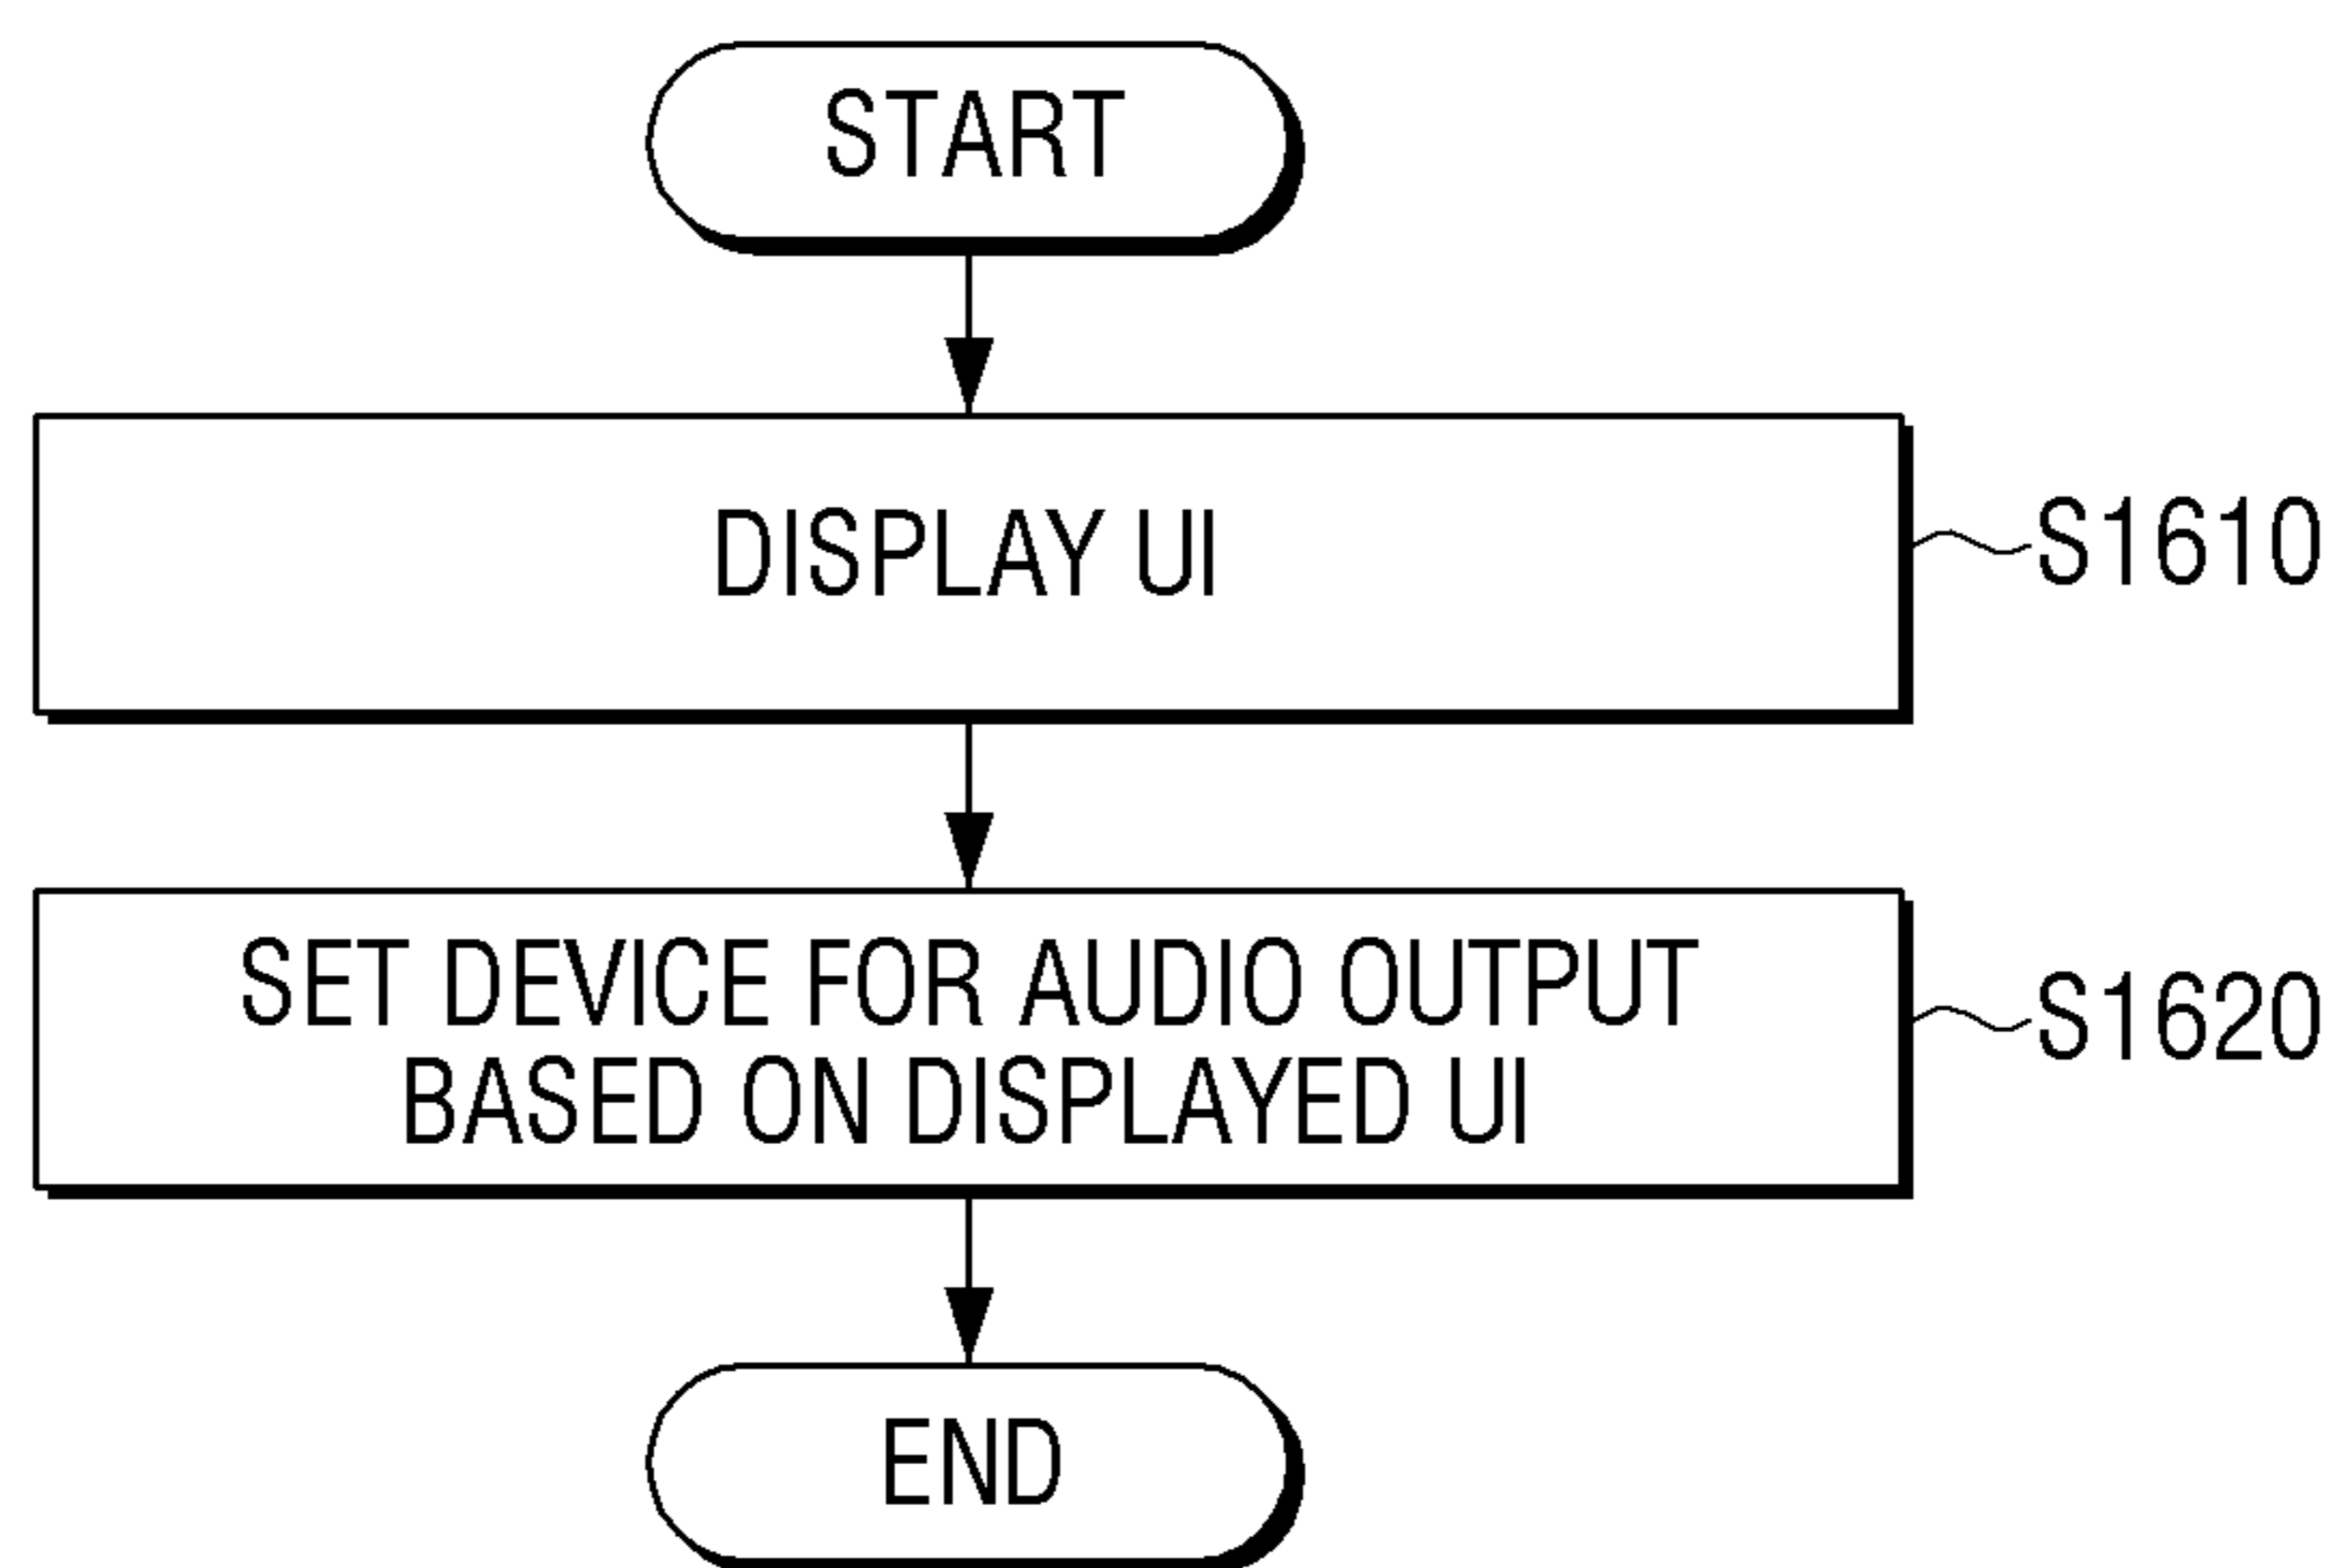 START
DISPLAY UI
S1610
SET DEVICE FOR AUDIO OUTPUT
BASED ON DISPLAYED UI
S1620
END